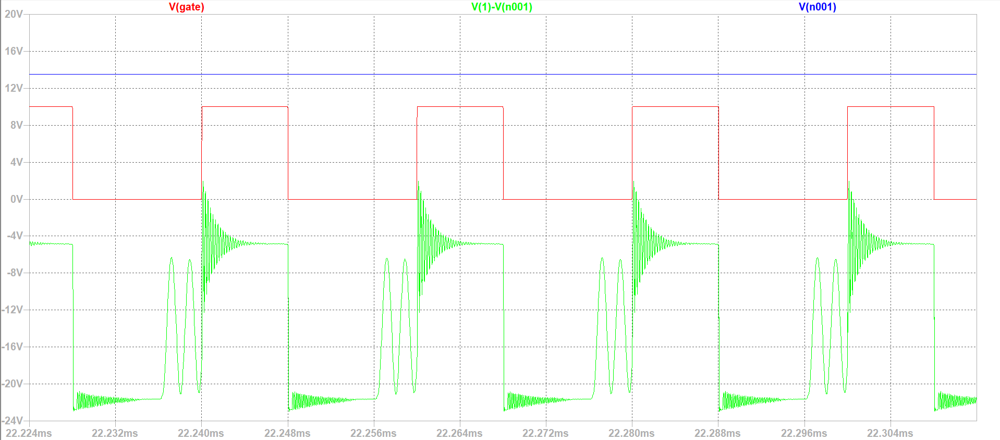 V(gate) V(1)-V(n001) V(n001)
20V
16V
12V
8V
4V
0V
-4V
-8V
-12V
-16V
-20V
-24V
22.224ms 22.232ms 22.240ms 22.248ms 22.256ms 22.264ms 22.272ms 22.280ms 22.288ms 22.296ms 22.304ms